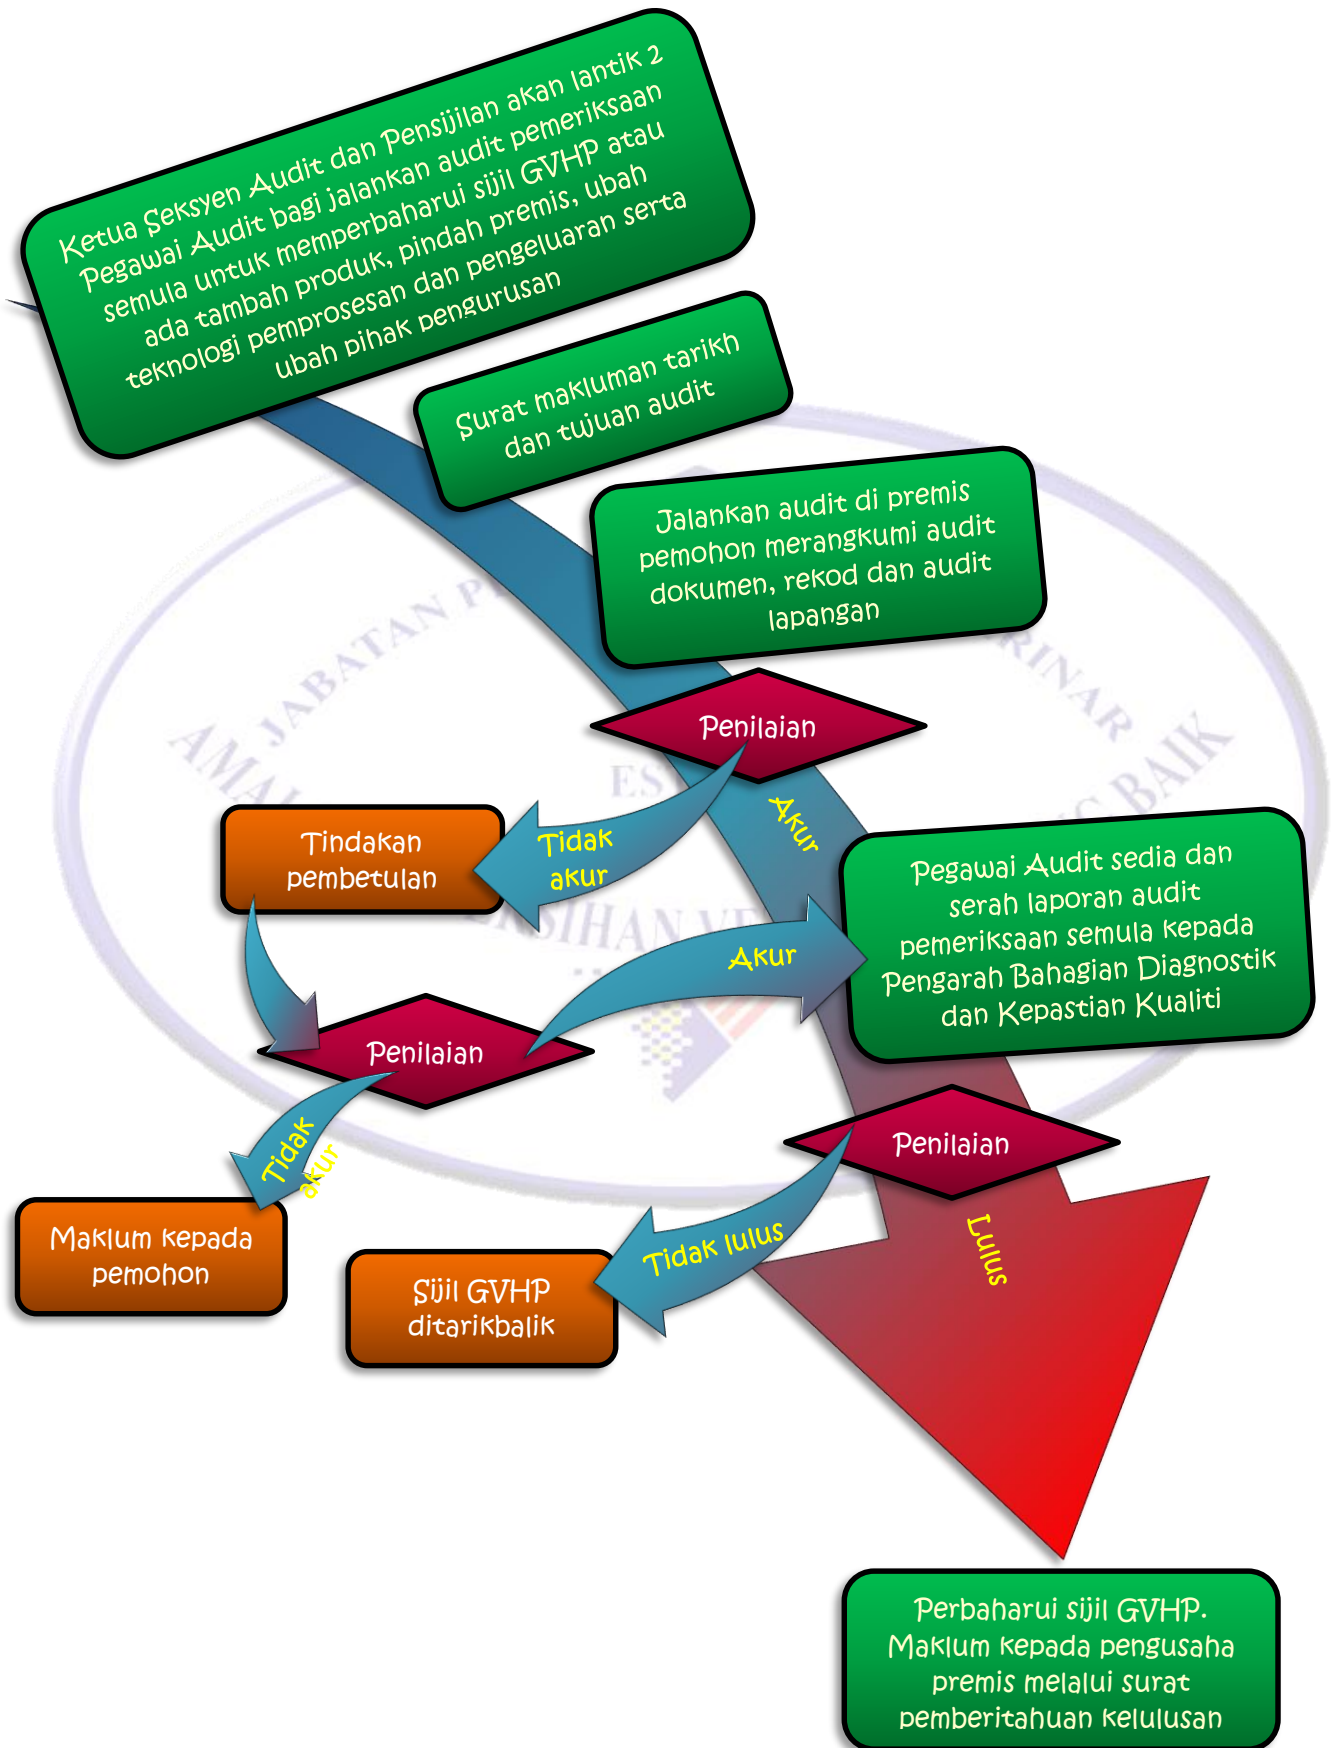 Ketua Seksyen Audit dan Pensijilan akan lantik 2
Pegawai Audit bagi jalankan audit pemeriksaan
semula untuk memperbaharui sijil GVHP atau
ada tambah produk, pindah premis, ubah
teknologi pemprosesan dan pengeluaran serta
ubah pihak pengurusan
Surat makluman tarikh
dan tujuan audit
Jalankan audit di premis
pemohon merangkumi audit
dokumen, rekod dan audit
lapangan
Penilaian
Akur
Tidak
akur
Tindakan
pembetulan
Pegawai Audit sedia dan
serah laporan audit
pemeriksaan semula kepada
Pengarah Bahagian Diagnostik
dan Kepastian Kualiti
Akur
Penilaian
Tidak
akur
Maklum kepada
pemohon
Penilaian
Tidak lulus
Lulus
Sijil GVHP
ditarikbalik
Perbaharui sijil GVHP.
Maklum kepada pengusaha
premis melalui surat
pemberitahuan kelulusan
JABATAN
BAIK